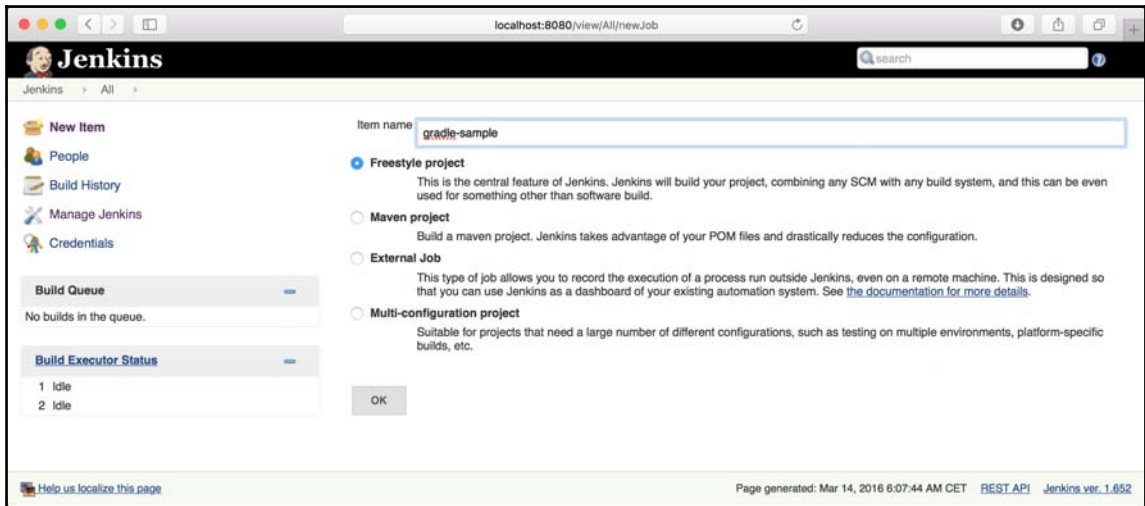 localhost:8080/view/All/newJob
Jenkins
search
Jenkins
All
New Item
People
Build History
Manage Jenkins
Credentials
Build Queue
No builds in the queue.
Build Executor Status
1 Idle
2 Idle
Item name
gradle-sample
Freestyle project
This is the central feature of Jenkins. Jenkins will build your project, combining any SCM with any build system, and this can be even
used for something other than software build.
Maven project
Build a maven project. Jenkins takes advantage of your POM files and drastically reduces the configuration.
External Job
This type of job allows you to record the execution of a process run outside Jenkins, even on a remote machine. This is designed so
that you can use Jenkins as a dashboard of your existing automation system. See the documentation for more details.
Multi-configuration project
Suitable for projects that need a large number of different configurations, such as testing on multiple environments, platform-specific
builds, etc.
OK
Help us localize this page
Page generated: Mar 14, 2016 6:07:44 AM CET REST API Jenkins ver. 1.652